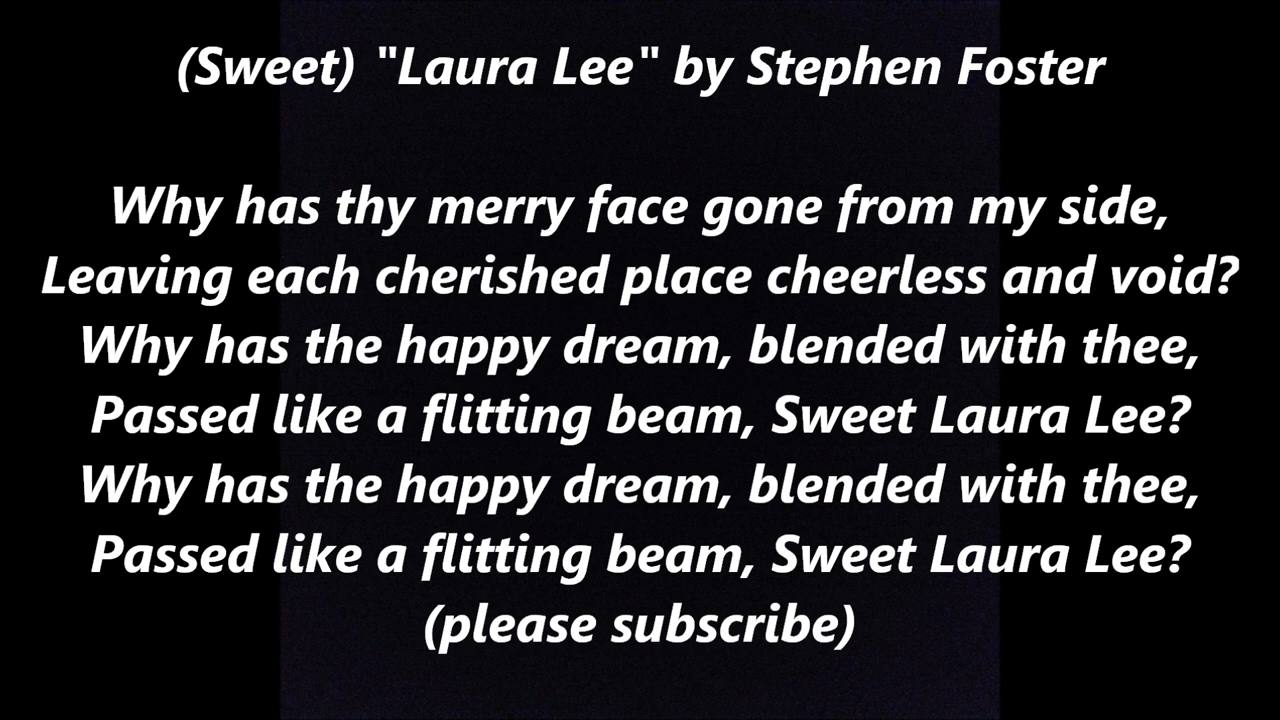 (Sweet) "Laura Lee" by Stephen Foster
Why has thy merry face gone from my side,
Leaving each cherished place cheerless and void?
Why has the happy dream, blended with thee,
Passed like a flitting beam, Sweet Laura Lee?
Why has the happy dream, blended with thee,
Passed like a flitting beam, Sweet Laura Lee?
(please subscribe)